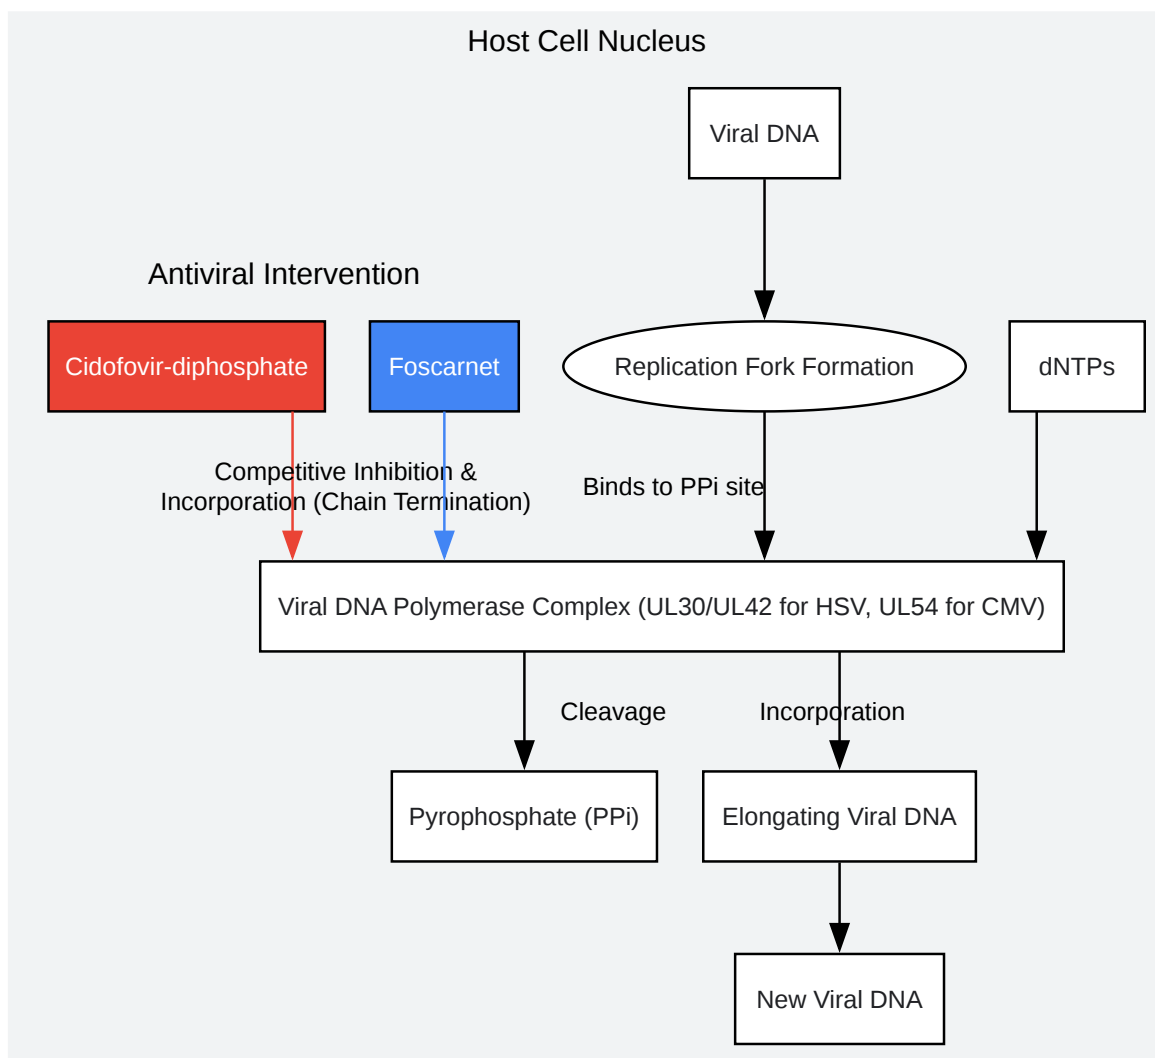 Host Cell Nucleus
Viral DNA
Antiviral Intervention
Cidofovir-diphosphate
Foscarnet
Replication Fork Formation
dNTPs
Competitive Inhibition &
Incorporation (Chain Termination)
Binds to PPi site
Viral DNA Polymerase Complex (UL30/UL42 for HSV, UL54 for CMV)
Cleavage
Incorporation
Pyrophosphate (PPi)
Elongating Viral DNA
New Viral DNA